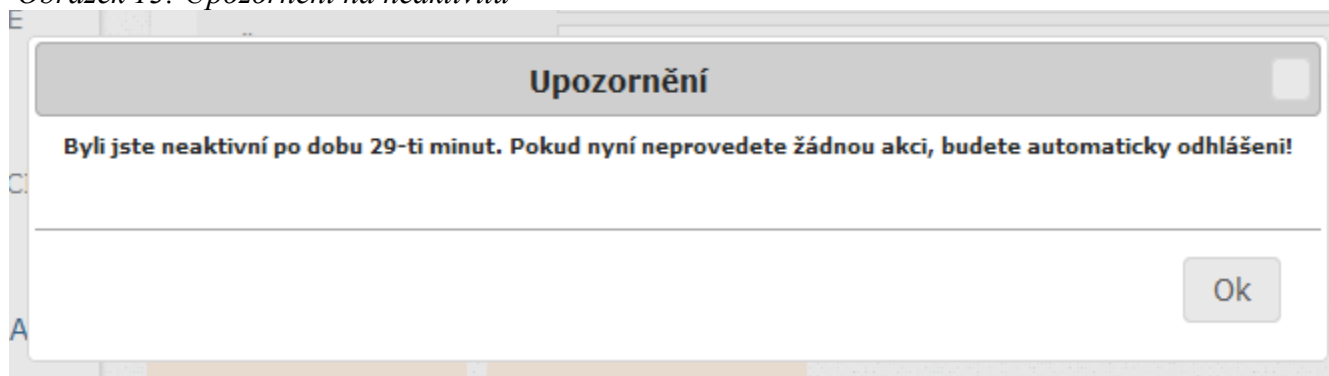 Upozornění
Byli jste neaktivní po dobu 29-ti minut. Pokud nyní neprovedete žádnou akci, budete automaticky odhlášeni!
Ok